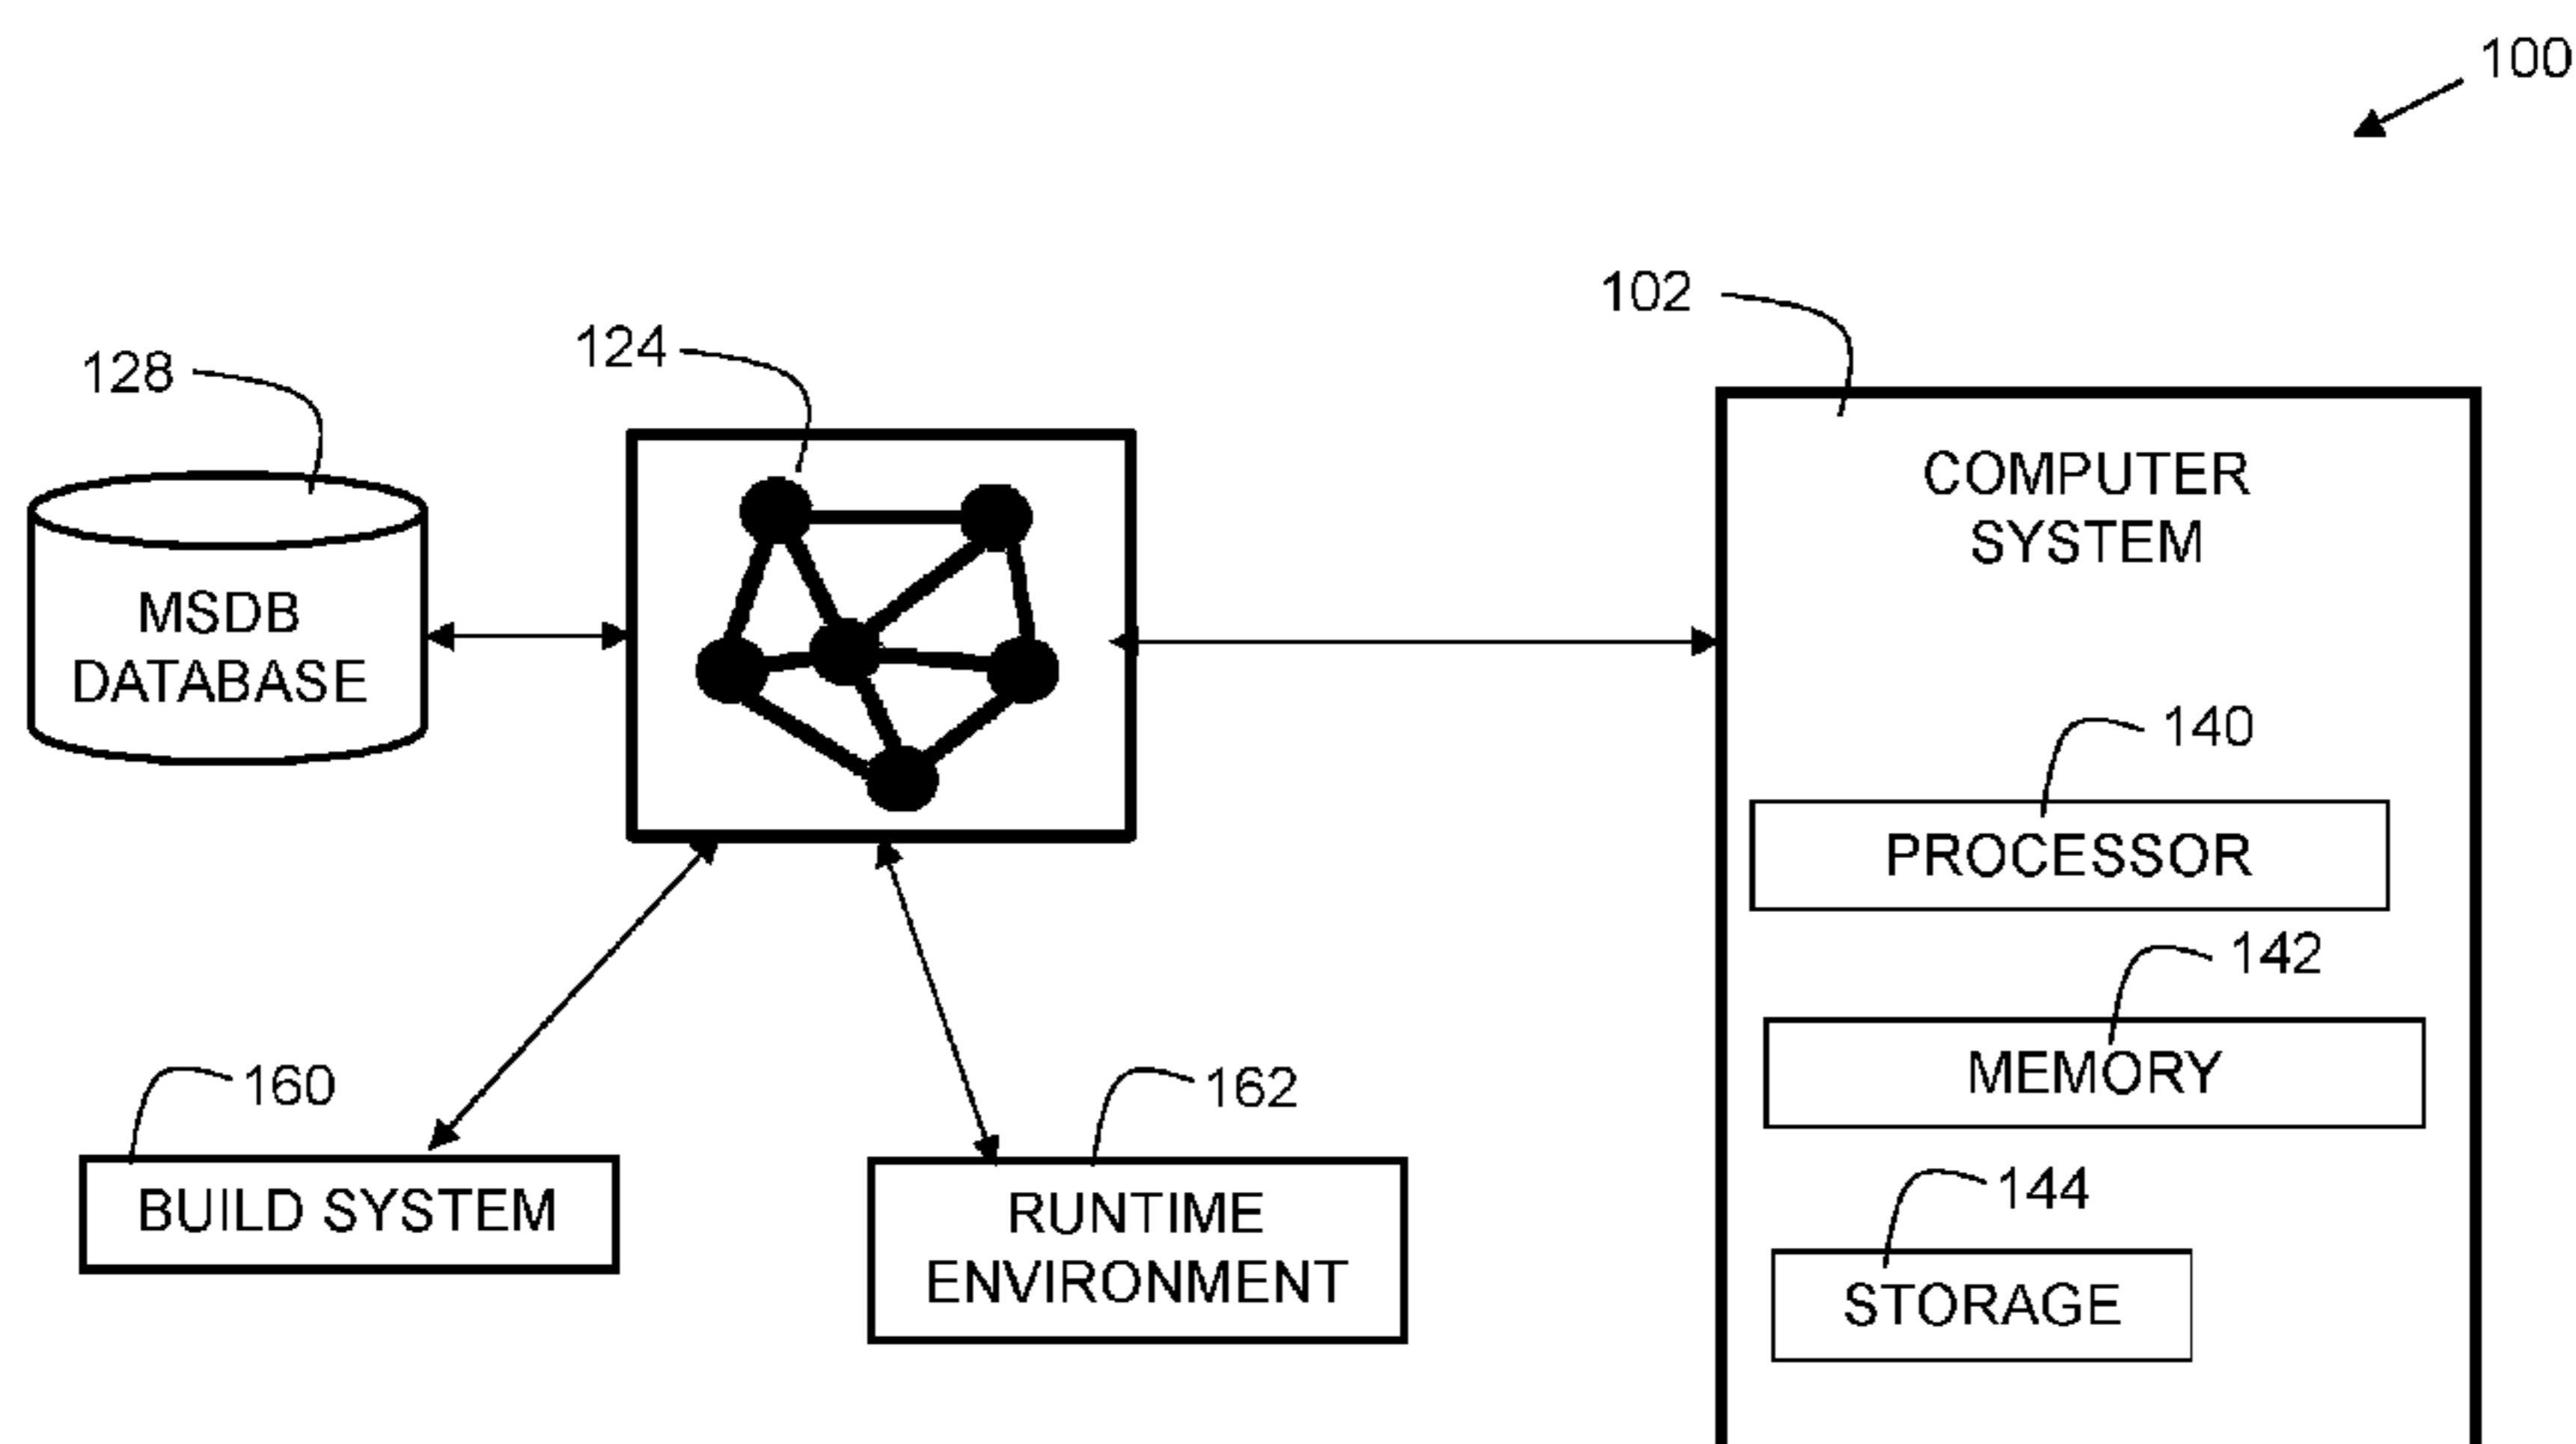 100
102
124
128
COMPUTER
SYSTEM
MSDB
DATABASE
140
PROCESSOR
142
MEMORY
160
162
144
BUILD SYSTEM
RUNTIME
ENVIRONMENT
STORAGE